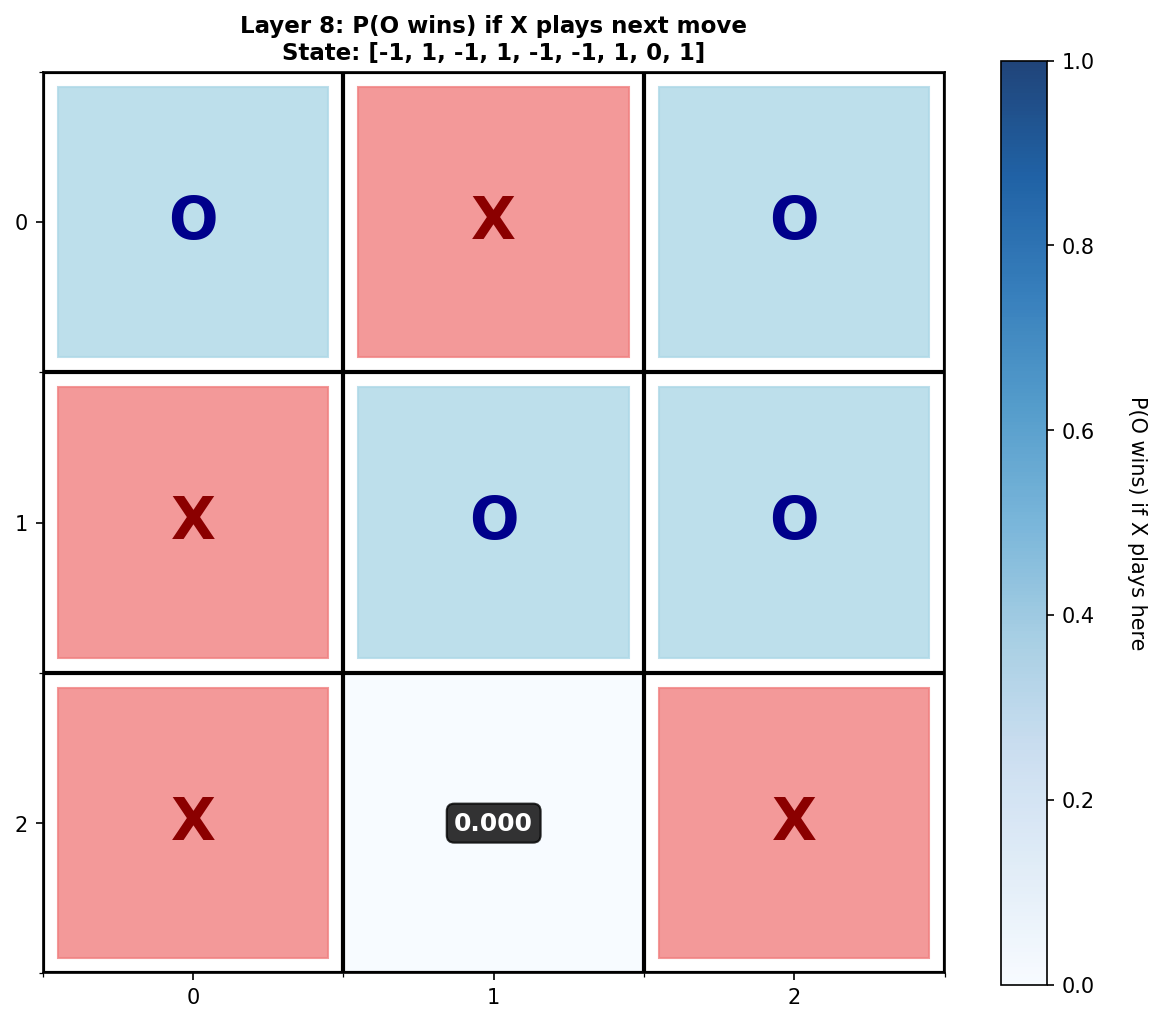 Layer 8: P(O wins) if X plays next move
State: [-1, 1, -1, 1, -1, -1, 1, 0, 1]
O X O
0
X O O
1
X 0.000 X
2
0 1 2
1.0
0.8
0.6
0.4
0.2
0.0
P(O wins) if X plays here